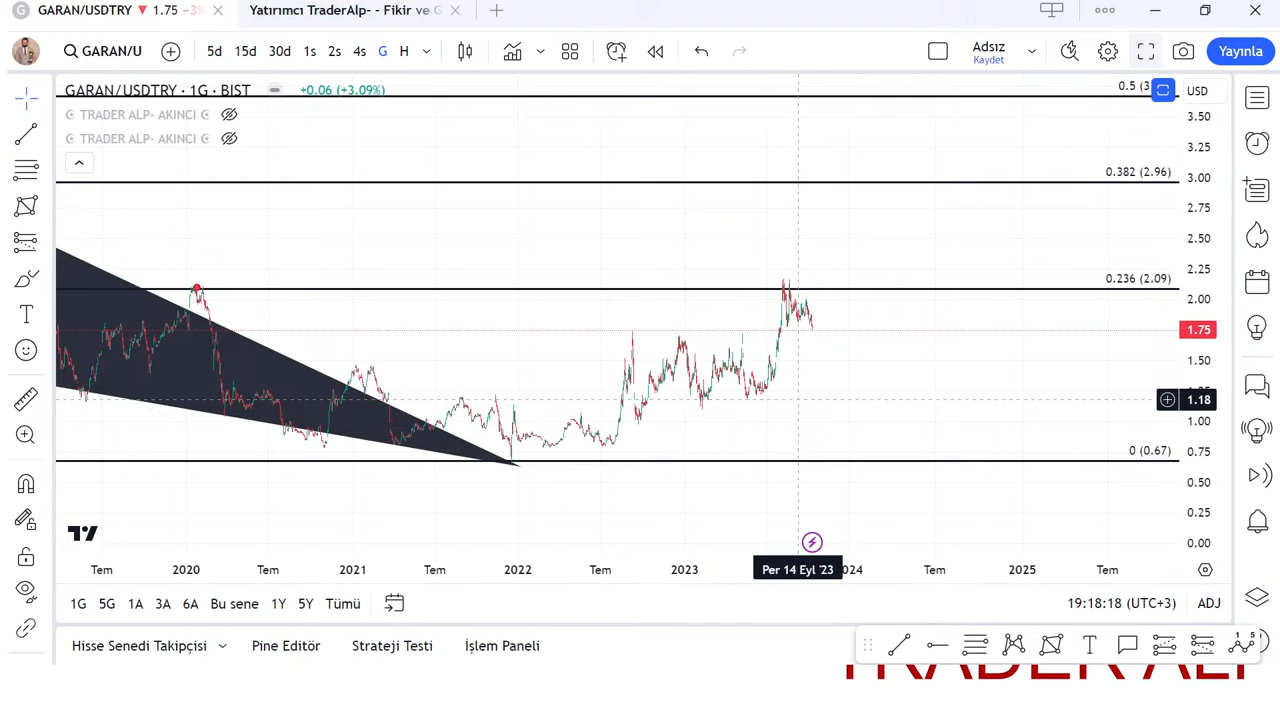 GARAN/USDTRY ▼ 1.75 −3%
Yatırımcı TraderAlp- - Fikir ve G
GARAN/U
5d 15d 30d 1s 2s 4s G H
Adsız
Kaydet
Yayınla
GARAN/USDTRY · 1G · BIST
+0.06 (+3.09%)
TRADER ALP- AKINCI
TRADER ALP- AKINCI
USD
0.5 (3
3.50
3.25
0.382 (2.96)
3.00
2.75
2.50
0.236 (2.09)
2.25
2.00
1.75
1.50
1.18
1.00
0 (0.67)
0.75
0.50
0.25
0.00
Tem 2020 Tem 2021 Tem 2022 Tem 2023 Per 14 Eyl '23 2024 Tem 2025 Tem
1G 5G 1A 3A 6A Bu sene 1Y 5Y Tümü
19:18:18 (UTC+3) ADJ
Hisse Senedi Takipçisi Pine Editör Strateji Testi İşlem Paneli
TRADER ALP